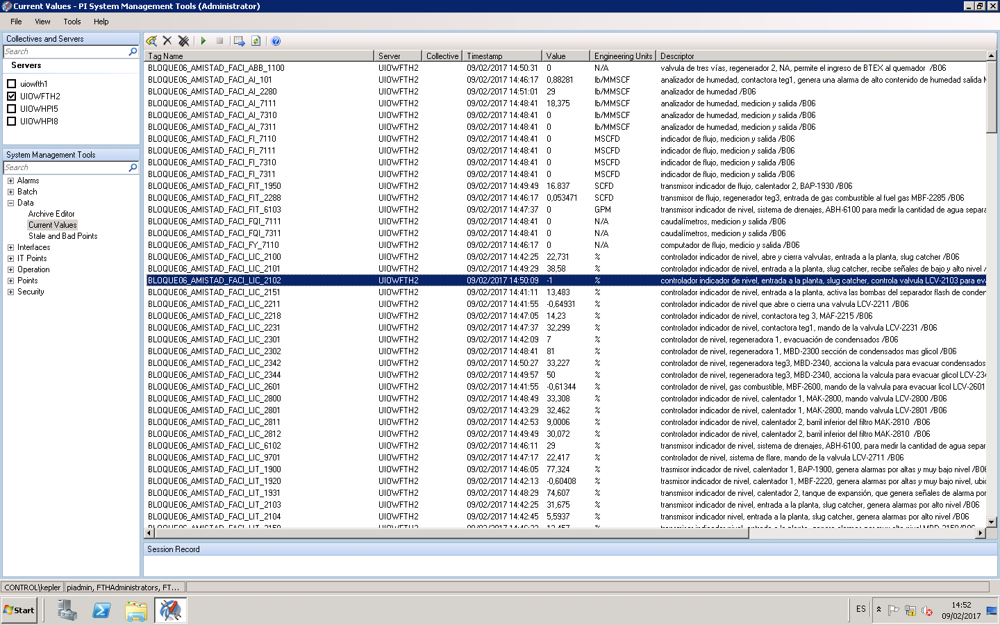 Current Values - PI System Management Tools (Administrator)
File View Tools Help
Collectives and Servers
Search
Servers
uiowfth1
UIOWFTH2
UIOWHPI5
UIOWHPI8
System Management Tools
Search
Alarms
Batch
Data
Archive Editor
Current Values
Stale and Bad Points
Interfaces
IT Points
Operation
Points
Security
Tag Name Server Collective Timestamp Value Engineering Units Descriptor
BLOQUE06_AMISTAD_FACI_ABB_1100 UIOWFTH2 09/02/2017 14:50:31 0 N/A valvula de tres vías, regenerador 2, NA, permite el ingreso de BTEX al quemador /B06
BLOQUE06_AMISTAD_FACI_AI_101 UIOWFTH2 09/02/2017 14:46:17 0,88281 lb/MMSCF analizador de humedad, contactora teg1, genera una alarma de alto contenido de humedad salida
BLOQUE06_AMISTAD_FACI_AI_2280 UIOWFTH2 09/02/2017 14:51:01 29 lb/MMSCF analizador de humedad /B06
BLOQUE06_AMISTAD_FACI_AI_7111 UIOWFTH2 09/02/2017 14:48:41 18,375 lb/MMSCF analizador de humedad, medicion y salida /B06
BLOQUE06_AMISTAD_FACI_AI_7310 UIOWFTH2 09/02/2017 14:48:41 0 lb/MMSCF analizador de humedad, medicion y salida /B06
BLOQUE06_AMISTAD_FACI_AI_7311 UIOWFTH2 09/02/2017 14:48:41 0 lb/MMSCF analizador de humedad, medicion y salida /B06
BLOQUE06_AMISTAD_FACI_FI_7110 UIOWFTH2 09/02/2017 14:48:41 0 MSCFD indicador de flujo, medicion y salida /B06
BLOQUE06_AMISTAD_FACI_FI_7111 UIOWFTH2 09/02/2017 14:48:41 0 MSCFD indicador de flujo, medicion y salida /B06
BLOQUE06_AMISTAD_FACI_FI_7310 UIOWFTH2 09/02/2017 14:48:41 0 MSCFD indicador de flujo, medicion y salida /B06
BLOQUE06_AMISTAD_FACI_FI_7311 UIOWFTH2 09/02/2017 14:48:41 0 MSCFD indicador de flujo, medicion y salida /B06
BLOQUE06_AMISTAD_FACI_FIT_1950 UIOWFTH2 09/02/2017 14:49:49 16.837 SCFD transmisor indicador de flujo, calentador 2, BAP-1930 /B06
BLOQUE06_AMISTAD_FACI_FIT_2288 UIOWFTH2 09/02/2017 14:46:17 0,053471 SCFD transmisor de flujo, regenerador teg3, entrada de gas combustible al fuel gas MBF-2285 /B06
BLOQUE06_AMISTAD_FACI_FIT_6103 UIOWFTH2 09/02/2017 14:47:37 0 GPM transmisor indicador de nivel, sistema de drenajes, ABH-6100 para medir la cantidad de agua separa
BLOQUE06_AMISTAD_FACI_FQI_7111 UIOWFTH2 09/02/2017 14:48:41 0 N/A caudalímetros, medicion y salida /B06
BLOQUE06_AMISTAD_FACI_FQI_7311 UIOWFTH2 09/02/2017 14:48:41 0 N/A caudalímetros, medicion y salida /B06
BLOQUE06_AMISTAD_FACI_FY_7110 UIOWFTH2 09/02/2017 14:46:17 0 N/A computador de flujo, medicio y salida /B06
BLOQUE06_AMISTAD_FACI_LIC_2100 UIOWFTH2 09/02/2017 14:42:25 22,731 % controlador indicador de nivel, abre y cierra valvulas, entrada a la planta, slug catcher /B06
BLOQUE06_AMISTAD_FACI_LIC_2101 UIOWFTH2 09/02/2017 14:49:29 38,58 % controlador indicador de nivel, entrada a la planta, slug catcher, recibe señales de bajo y alto nivel /
BLOQUE06_AMISTAD_FACI_LIC_2102 UIOWFTH2 09/02/2017 14:50:09 -1 % controlador indicador de nivel, entrada a la planta, slug catcher, controla valvula LCV-2103 para eva
BLOQUE06_AMISTAD_FACI_LIC_2151 UIOWFTH2 09/02/2017 14:41:11 13,483 % controlador indicador de nivel, entrada a la planta, activa las bombas del separador flash de conden
BLOQUE06_AMISTAD_FACI_LIC_2211 UIOWFTH2 09/02/2017 14:41:55 -0,64931 % controlador indicador de nivel que abre o cierra una valvula LCV-2211 /B06
BLOQUE06_AMISTAD_FACI_LIC_2218 UIOWFTH2 09/02/2017 14:47:05 14,23 % controlador indicador de nivel, contactora teg 3, MAF-2215 /B06
BLOQUE06_AMISTAD_FACI_LIC_2231 UIOWFTH2 09/02/2017 14:47:37 32,299 % controlador indicador de nivel, contactora teg1, mando de la valvula LCV-2231 /B06
BLOQUE06_AMISTAD_FACI_LIC_2301 UIOWFTH2 09/02/2017 14:42:09 7 % controlador de nivel, regeneradora 1, evacuación de condensados /B06
BLOQUE06_AMISTAD_FACI_LIC_2302 UIOWFTH2 09/02/2017 14:48:41 81 % controlador de nivel, regeneradora 1, MBD-2300 sección de condensados mas glicol /B06
BLOQUE06_AMISTAD_FACI_LIC_2342 UIOWFTH2 09/02/2017 14:50:27 33,227 % controlador de nivel, regeneradora teg3, MBD-2340, acciona la valcula para evacuar condensados
BLOQUE06_AMISTAD_FACI_LIC_2344 UIOWFTH2 09/02/2017 14:49:57 50 % controlador de nivel, regeneradora teg3, MBD-2340, acciona la valcula para evacuar glicol LCV-234
BLOQUE06_AMISTAD_FACI_LIC_2601 UIOWFTH2 09/02/2017 14:41:55 -0,61344 % controlador de nivel, gas combustible, MBF-2600, mando de la valvula para evacuar licol LCV-2601
BLOQUE06_AMISTAD_FACI_LIC_2800 UIOWFTH2 09/02/2017 14:48:49 33,308 % controlador indicador de nivel, calentador 1, MAK-2800, mando valvula LCV-2800 /B06
BLOQUE06_AMISTAD_FACI_LIC_2801 UIOWFTH2 09/02/2017 14:43:29 32,462 % controlador indicador de nivel, calentador 1, MAK-2800, mando valvula LCV-2801 /B06
BLOQUE06_AMISTAD_FACI_LIC_2811 UIOWFTH2 09/02/2017 14:42:53 9,0006 % controlador indicador de nivel, calentador 2, barril inferior del filtro MAK-2810 /B06
BLOQUE06_AMISTAD_FACI_LIC_2812 UIOWFTH2 09/02/2017 14:49:49 30,072 % controlador indicador de nivel, calentador 2, barril inferior del filtro MAK-2810 /B06
BLOQUE06_AMISTAD_FACI_LIC_6102 UIOWFTH2 09/02/2017 14:46:11 29 % transmisor indicador de nivel, sistema de drenajes, ABH-6100, para medir la cantidad de agua separ
BLOQUE06_AMISTAD_FACI_LIC_9701 UIOWFTH2 09/02/2017 14:47:17 22,417 % controlador de nivel, sistema de flare, mando de la valvula LCV-2711 /B06
BLOQUE06_AMISTAD_FACI_LIT_1900 UIOWFTH2 09/02/2017 14:46:05 77,324 % trasmisor indicador de nivel, calentador 1, BAP-1900, genera alarmas por altas y muy bajo nivel /B06
BLOQUE06_AMISTAD_FACI_LIT_1920 UIOWFTH2 09/02/2017 14:42:13 -0,60408 % trasmisor indicador de nivel, calentador 1, MBF-2220, genera alarmas por altas y muy bajo nivel, ubic
BLOQUE06_AMISTAD_FACI_LIT_1931 UIOWFTH2 09/02/2017 14:48:29 74,607 % transmisor indicador de nivel, calentador 2, tanque de expansión, que genera señales de alarma por
BLOQUE06_AMISTAD_FACI_LIT_2103 UIOWFTH2 09/02/2017 14:42:25 31,675 % transmisor indicador de nivel, entrada a la planta, slug catcher, genera alarmas por alto nivel /B06
BLOQUE06_AMISTAD_FACI_LIT_2104 UIOWFTH2 09/02/2017 14:42:45 5,5937 % transmisor indicador nivel, entrada a la planta, slug catcher, genera alarmas por alto nivel /B06
Session Record
CONTROL\kepler piadmin, FTHAdministrators, FT...
Start ES 14:52
09/02/2017